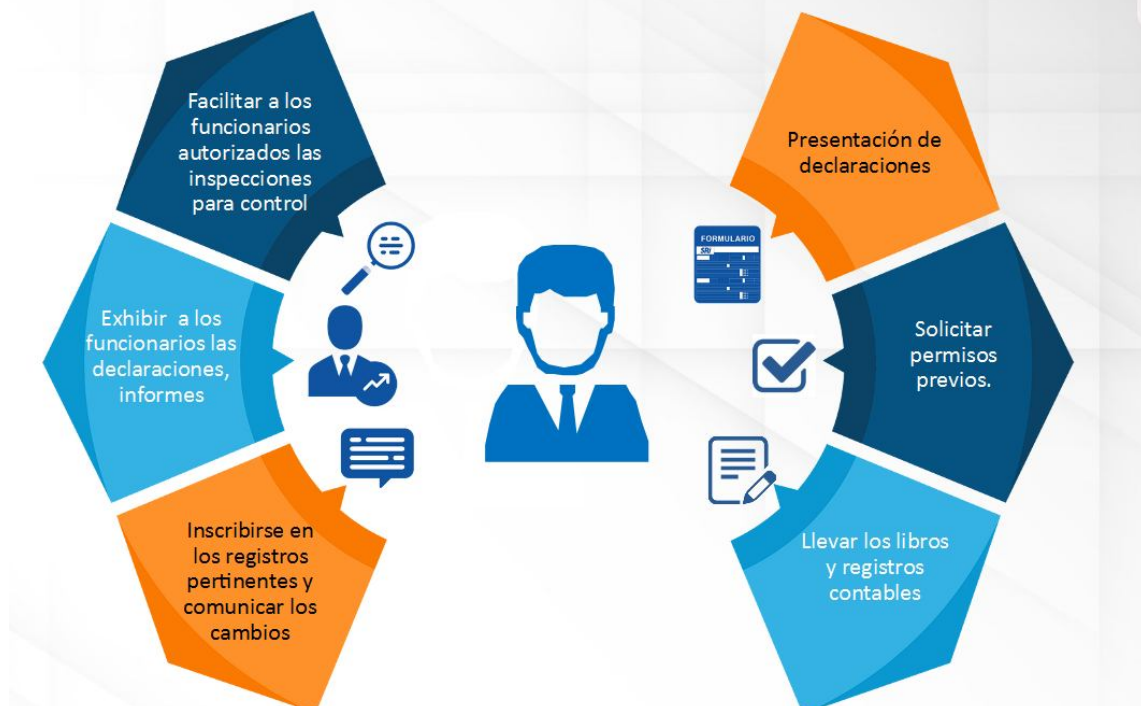 Facilitar a los
funcionarios
autorizados las
inspecciones
para control
Exhibir a los
funcionarios las
declaraciones,
informes
Inscribirse en
los registros
pertinentes y
comunicar los
cambios
Presentación de
declaraciones
FORMULARIO
SRi
Solicitar
permisos
previos.
Llevar los libros
y registros
contables